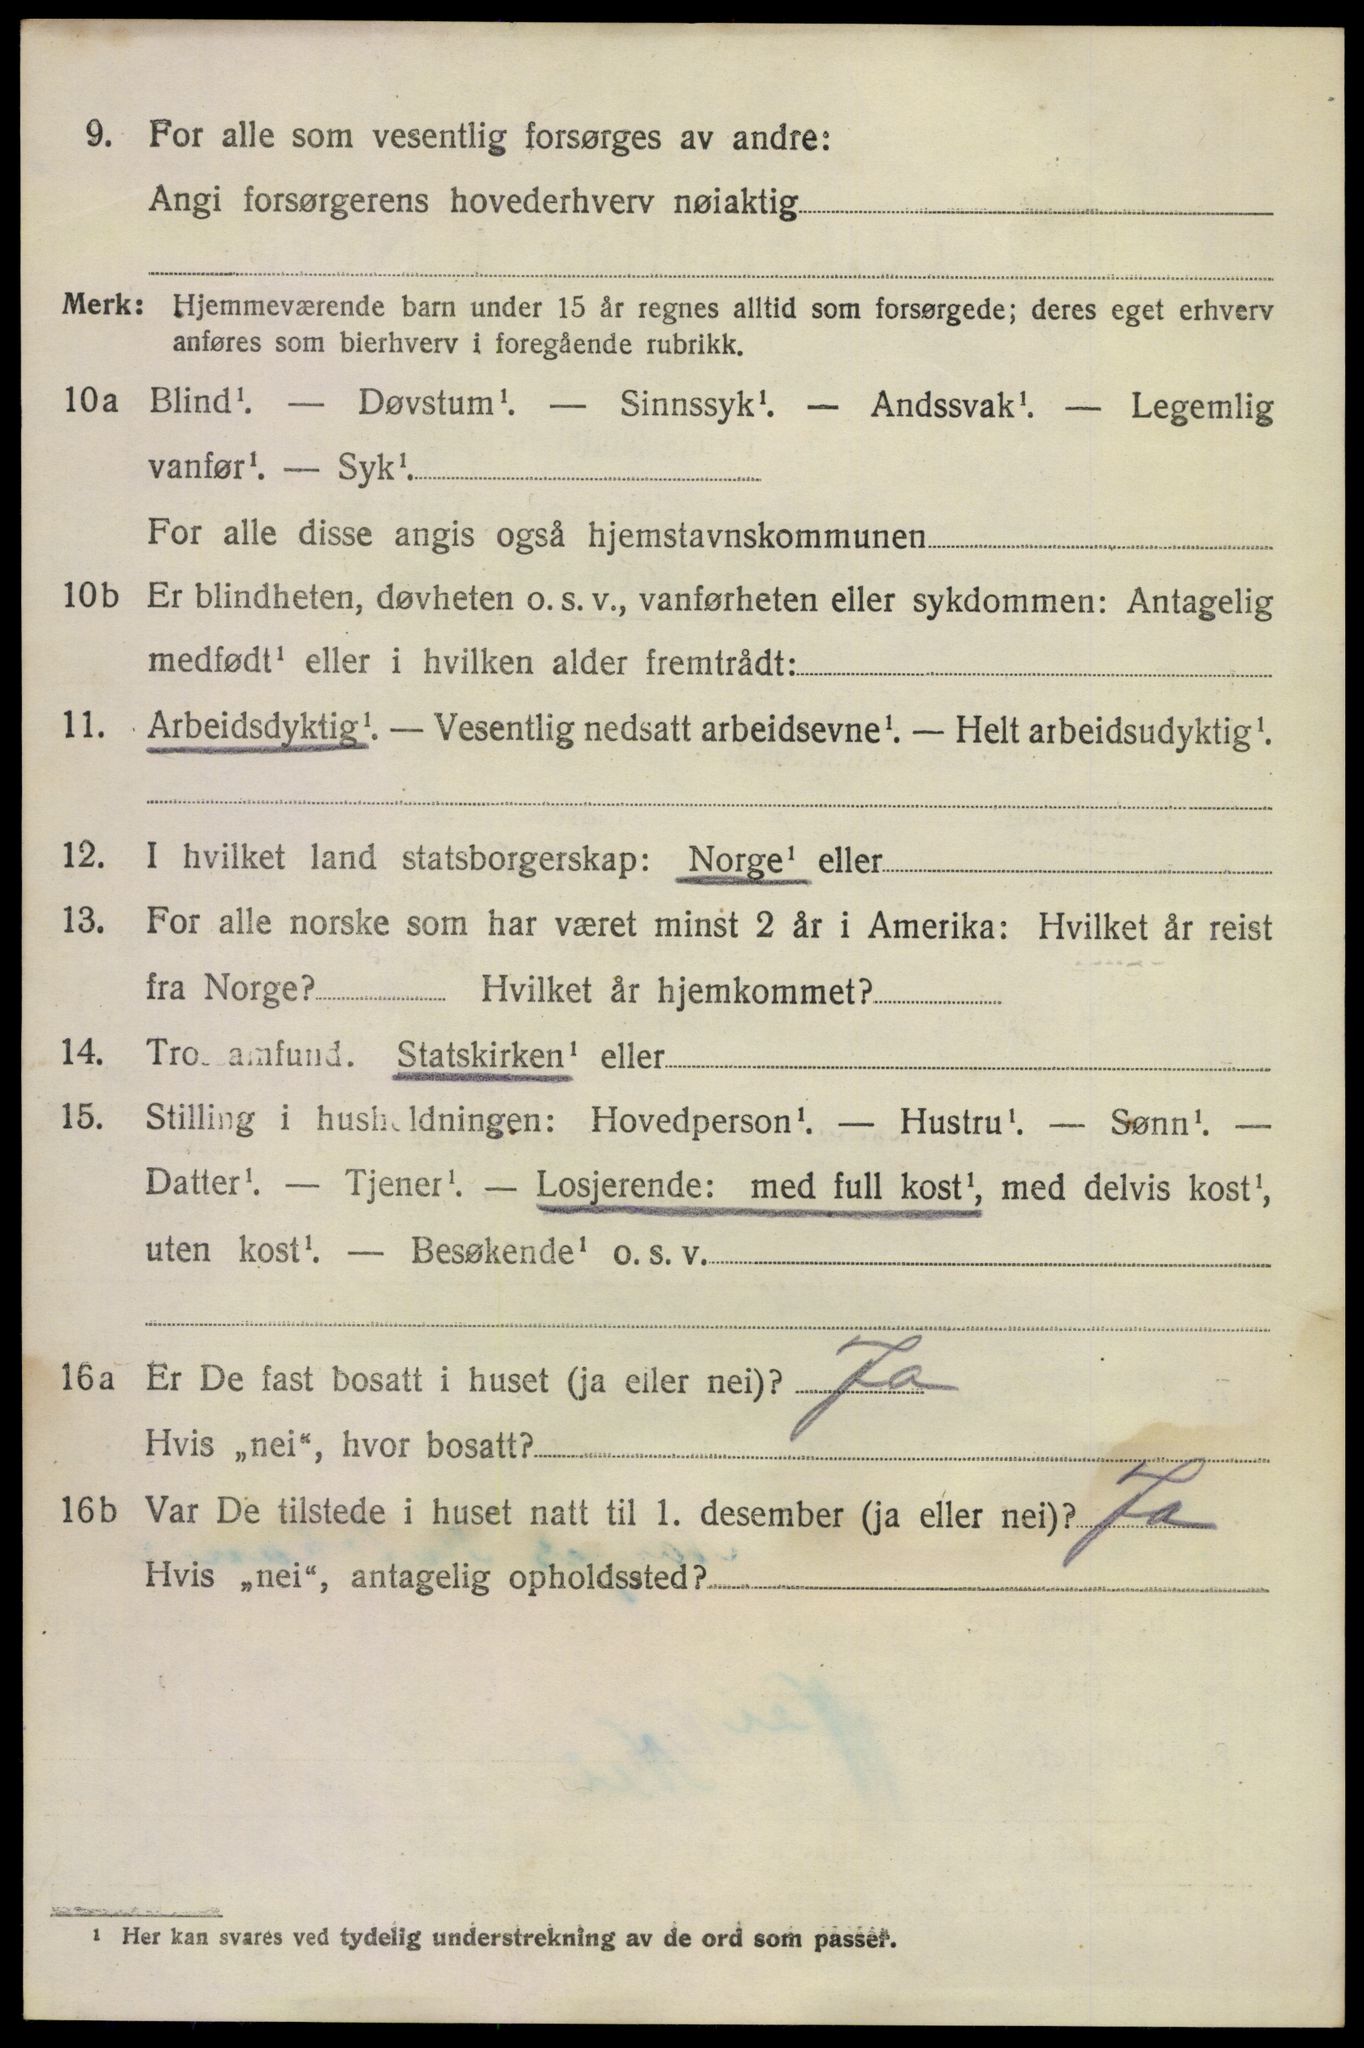 9. For alle som vesentlig forsørges av andre:
Angi forsørgerens hovederhverv nøiaktig
Merk: Hjemmeværende barn under 15 år regnes alltid som forsørgede; deres eget erhverv
anføres som bierhverv i foregående rubrikk.
10a Blind¹. — Døvstum¹. — Sinnssyk¹. — Andssvak¹. — Legemlig
vanfør¹. — Syk¹.
For alle disse angis også hjemstavnskommunen
10b Er blindheten, døvheten o. s. v., vanførheten eller sykdommen: Antagelig
medfødt¹ eller i hvilken alder fremtrådt:
11. Arbeidsdyktig¹. — Vesentlig nedsatt arbeidsevne¹. — Helt arbeidsudyktig¹.
12. I hvilket land statsborgerskap: Norge¹ eller
13. For alle norske som har været minst 2 år i Amerika: Hvilket år reist
fra Norge? Hvilket år hjemkommet?
14. Trossamfund. Statskirken¹ eller
15. Stilling i husholdningen: Hovedperson¹. — Hustru¹. — Sønn¹. —
Datter¹. — Tjener¹. — Losjerende: med full kost¹, med delvis kost¹,
uten kost¹. — Besøkende¹ o. s. v.
16a Er De fast bosatt i huset (ja eller nei)? Ja
Hvis „nei“, hvor bosatt?
16b Var De tilstede i huset natt til 1. desember (ja eller nei)? Ja
Hvis „nei“, antagelig opholdssted?
¹ Her kan svares ved tydelig understrekning av de ord som passer.